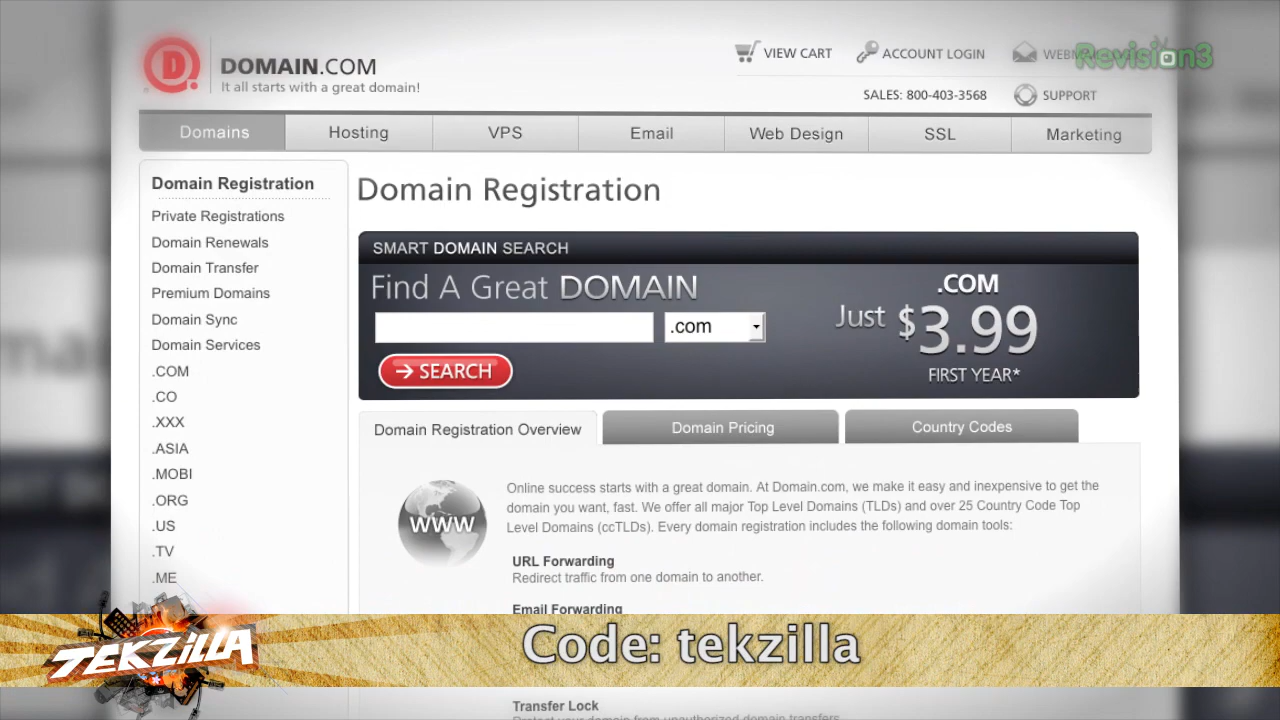 DOMAIN.COM
It all starts with a great domain!
VIEW CART
ACCOUNT LOGIN
Revision3
SALES: 800-403-3568
SUPPORT
Domains
Hosting
VPS
Email
Web Design
SSL
Marketing
Domain Registration
Private Registrations
Domain Renewals
Domain Transfer
Premium Domains
Domain Sync
Domain Services
.COM
.CO
.XXX
.ASIA
.MOBI
.ORG
.US
.TV
.ME
Domain Registration
SMART DOMAIN SEARCH
Find A Great DOMAIN
.com
SEARCH
.COM
Just $3.99
FIRST YEAR*
Domain Registration Overview
Domain Pricing
Country Codes
WWW
Online success starts with a great domain. At Domain.com, we make it easy and inexpensive to get the
domain you want, fast. We offer all major Top Level Domains (TLDs) and over 25 Country Code Top
Level Domains (ccTLDs). Every domain registration includes the following domain tools:
URL Forwarding
Redirect traffic from one domain to another.
Email Forwarding
TEKZILLA
Code: tekzilla
Transfer Lock
Protect your domain from unauthorized domain transfers.